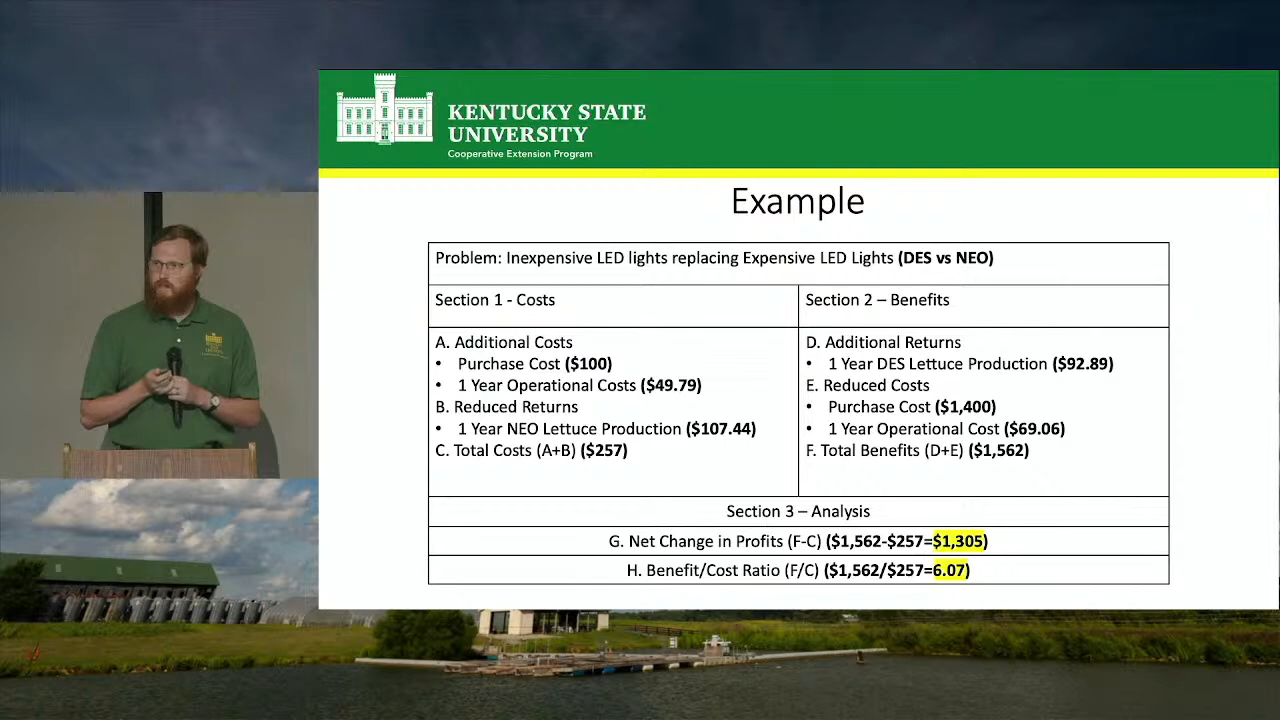 KENTUCKY STATE
UNIVERSITY
Cooperative Extension Program
Example
Problem: Inexpensive LED lights replacing Expensive LED Lights (DES vs NEO)
Section 1 - Costs
Section 2 – Benefits
A. Additional Costs
• Purchase Cost ($100)
• 1 Year Operational Costs ($49.79)
B. Reduced Returns
• 1 Year NEO Lettuce Production ($107.44)
C. Total Costs (A+B) ($257)
D. Additional Returns
• 1 Year DES Lettuce Production ($92.89)
E. Reduced Costs
• Purchase Cost ($1,400)
• 1 Year Operational Cost ($69.06)
F. Total Benefits (D+E) ($1,562)
Section 3 – Analysis
G. Net Change in Profits (F-C) ($1,562-$257=$1,305)
H. Benefit/Cost Ratio (F/C) ($1,562/$257=6.07)